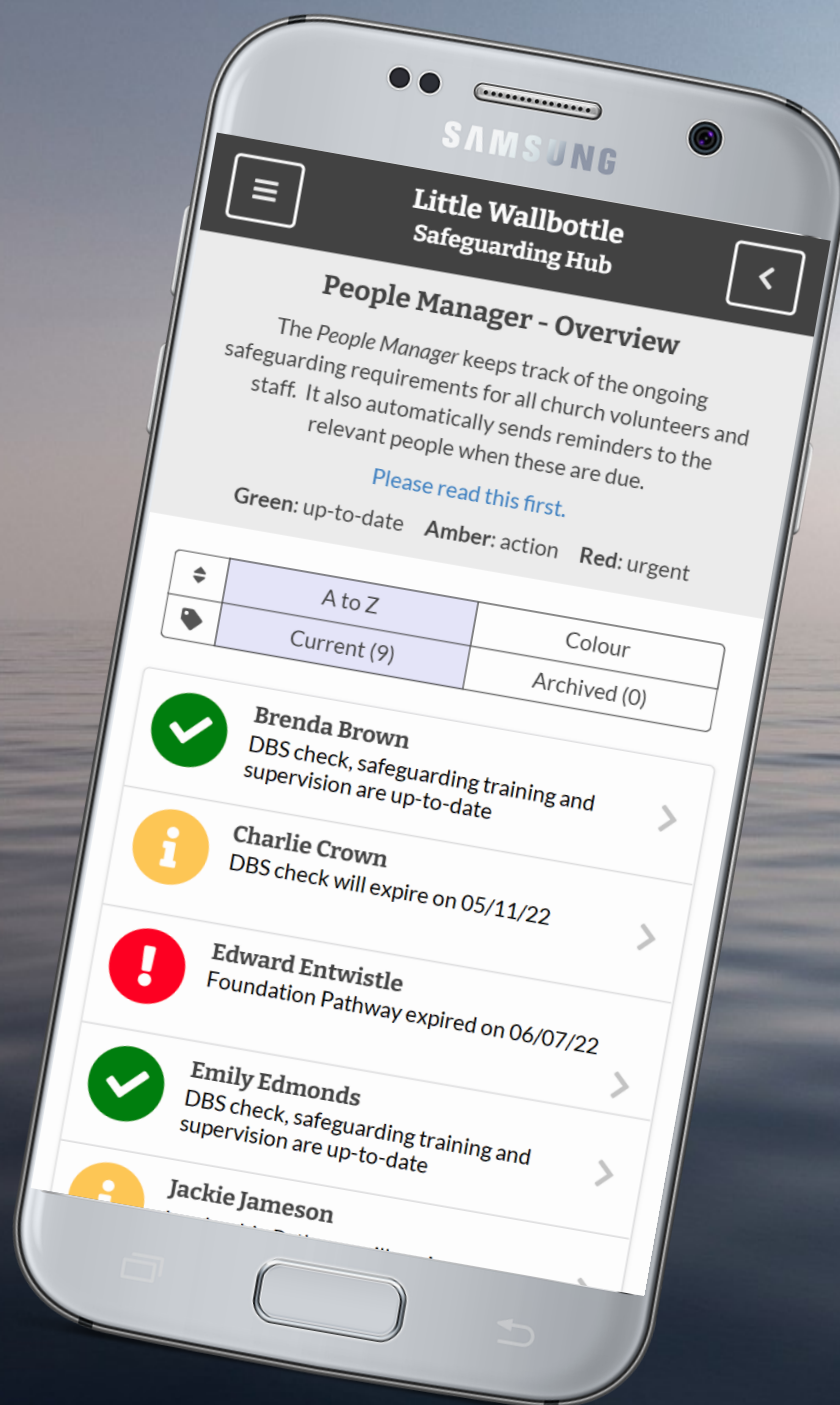 SAMSUNG
Little Wallbottle
Safeguarding Hub
People Manager - Overview
The People Manager keeps track of the ongoing
safeguarding requirements for all church volunteers and
staff. It also automatically sends reminders to the
relevant people when these are due.
Please read this first.
Green: up-to-date Amber: action Red: urgent
A to Z
Colour
Current (9)
Archived (0)
Brenda Brown
DBS check, safeguarding training and
supervision are up-to-date
Charlie Crown
DBS check will expire on 05/11/22
Edward Entwistle
Foundation Pathway expired on 06/07/22
Emily Edmonds
DBS check, safeguarding training and
supervision are up-to-date
Jackie Jameson